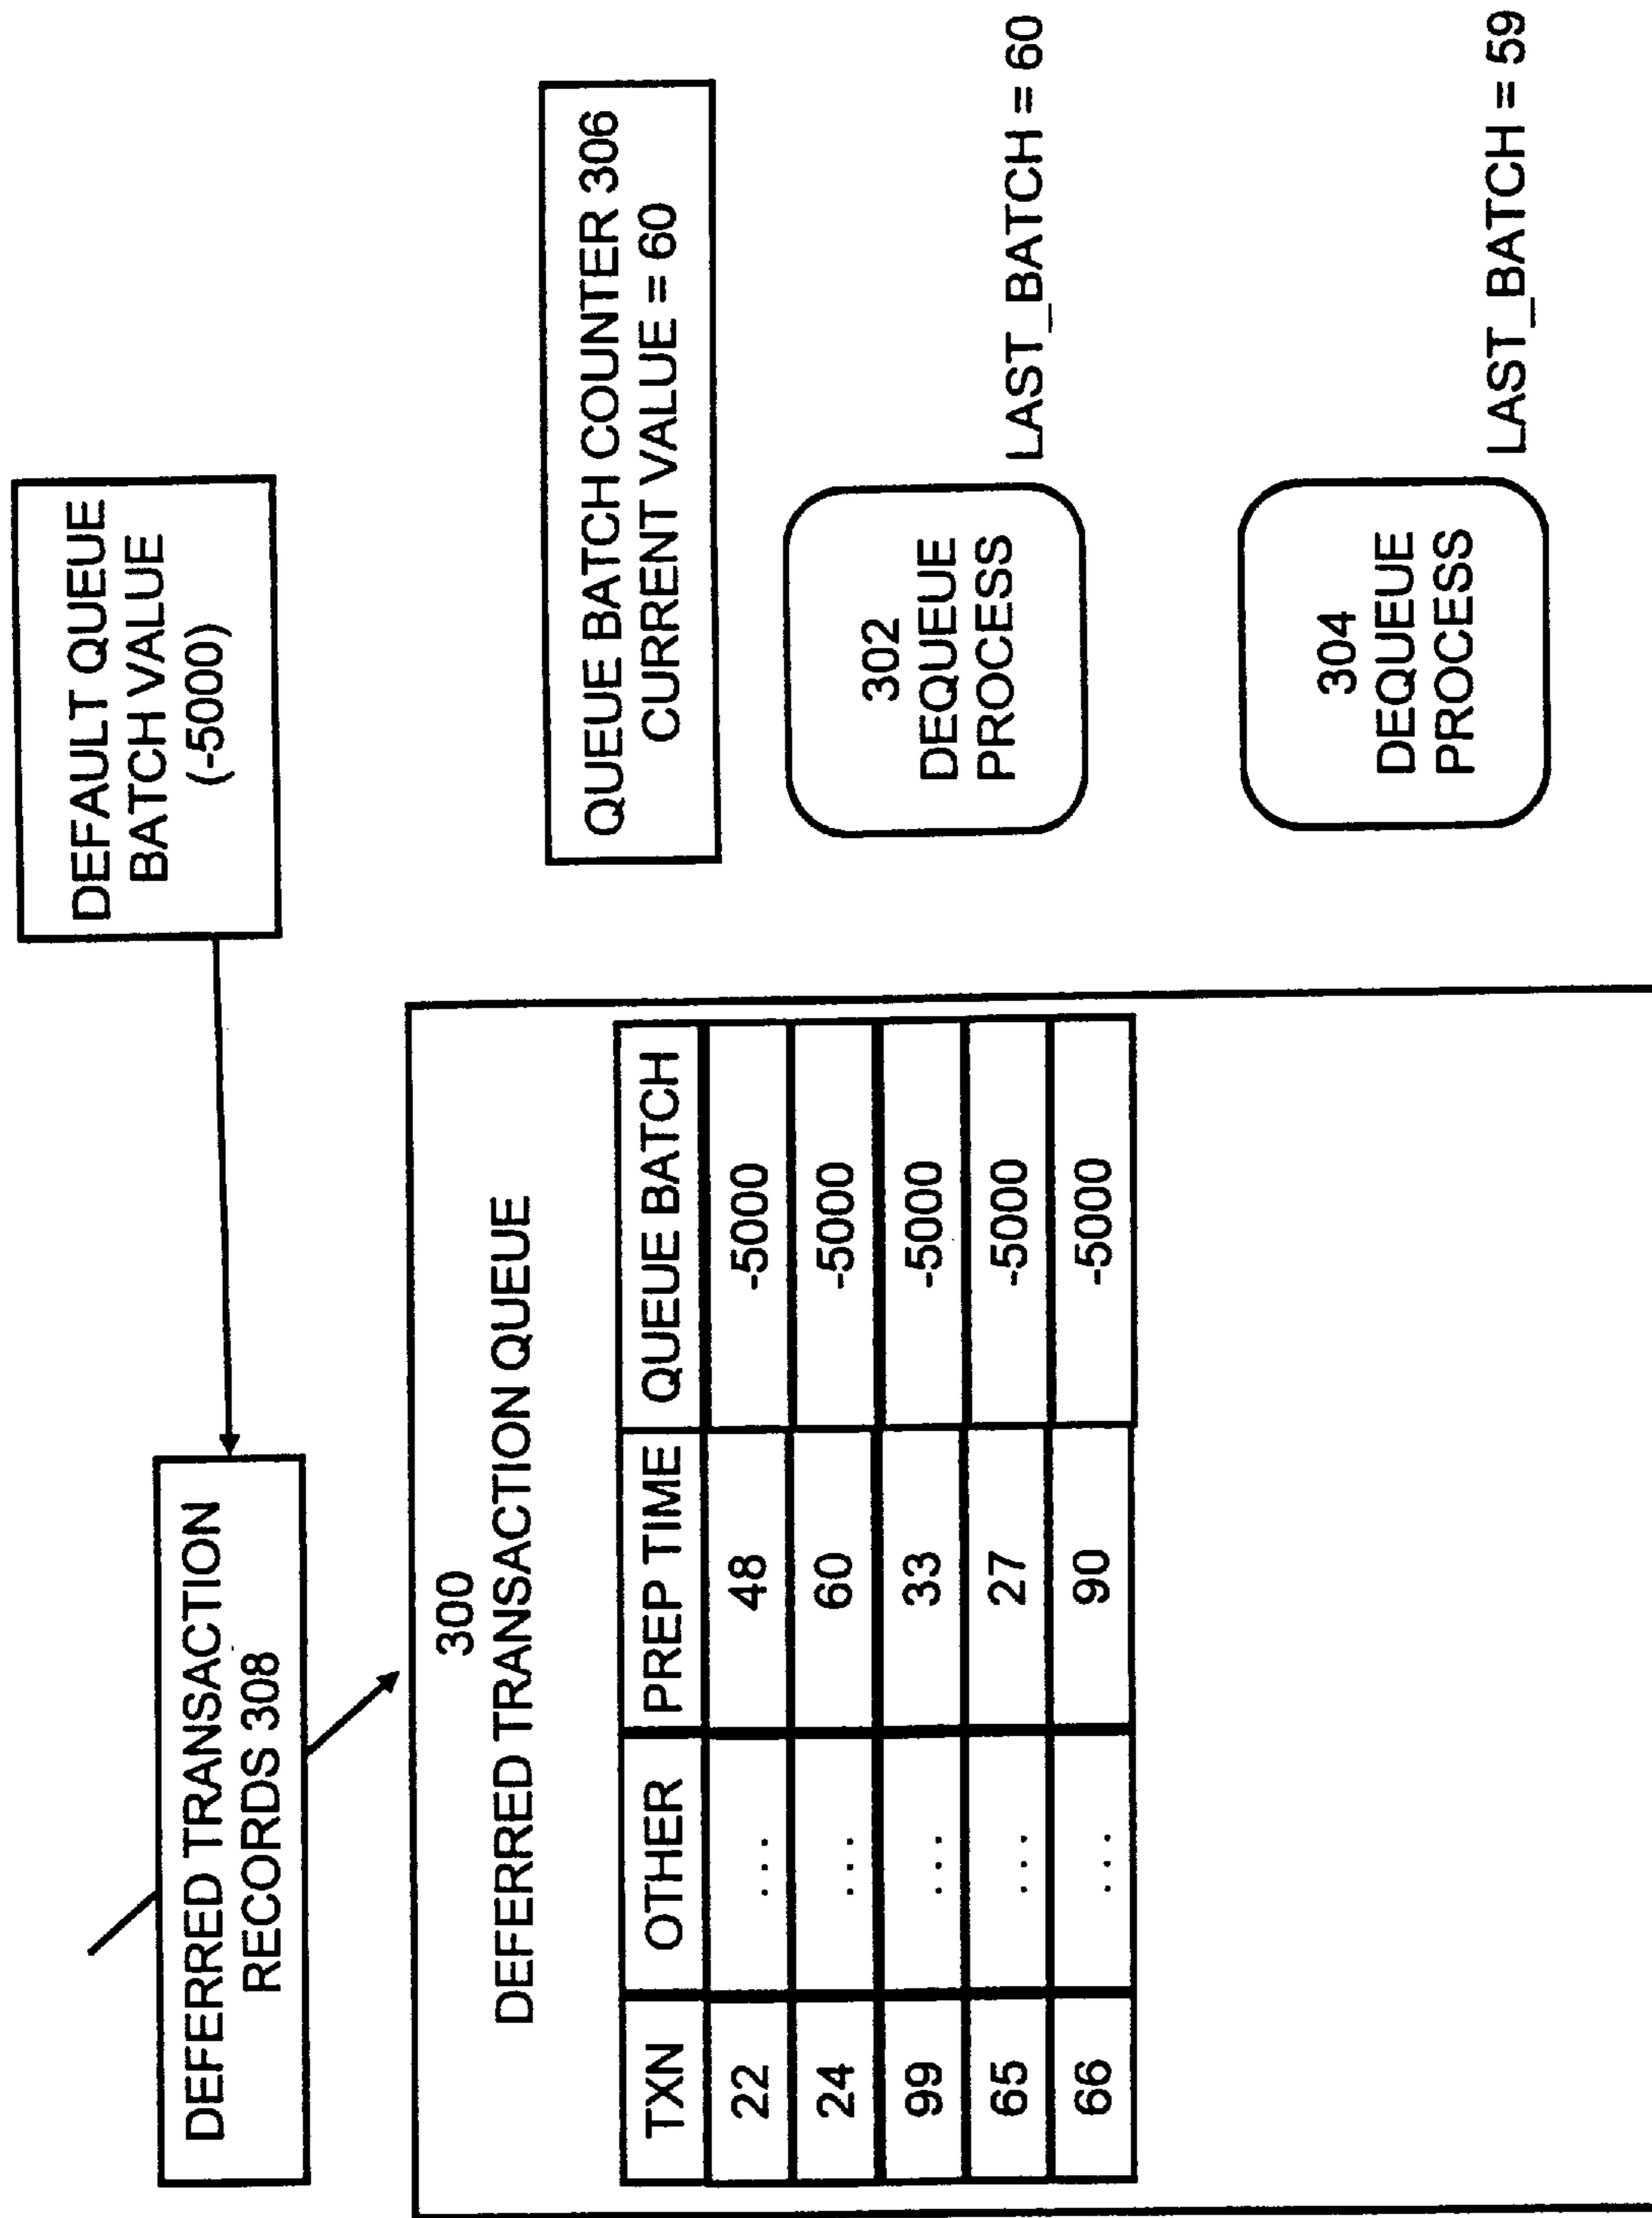 DEFAULT QUEUE
BATCH VALUE
(-5000)
DEFERRED TRANSACTION
RECORDS 308
300
DEFERRED TRANSACTION QUEUE
TXN OTHER PREP TIME QUEUE BATCH
22 ... 48 -5000
24 ... 60 -5000
99 ... 33 -5000
65 ... 27 -5000
66 ... 90 -5000
QUEUE BATCH COUNTER 306
CURRENT VALUE = 60
302
DEQUEUE
PROCESS
LAST_BATCH = 60
304
DEQUEUE
PROCESS
LAST_BATCH = 59